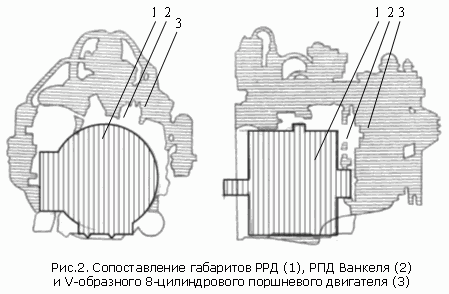 1 2 3
1 2 3
Рис.2. Сопоставление габаритов РРД (1), РПД Ванкеля (2)
и V-образного 8-цилиндрового поршневого двигателя (3)